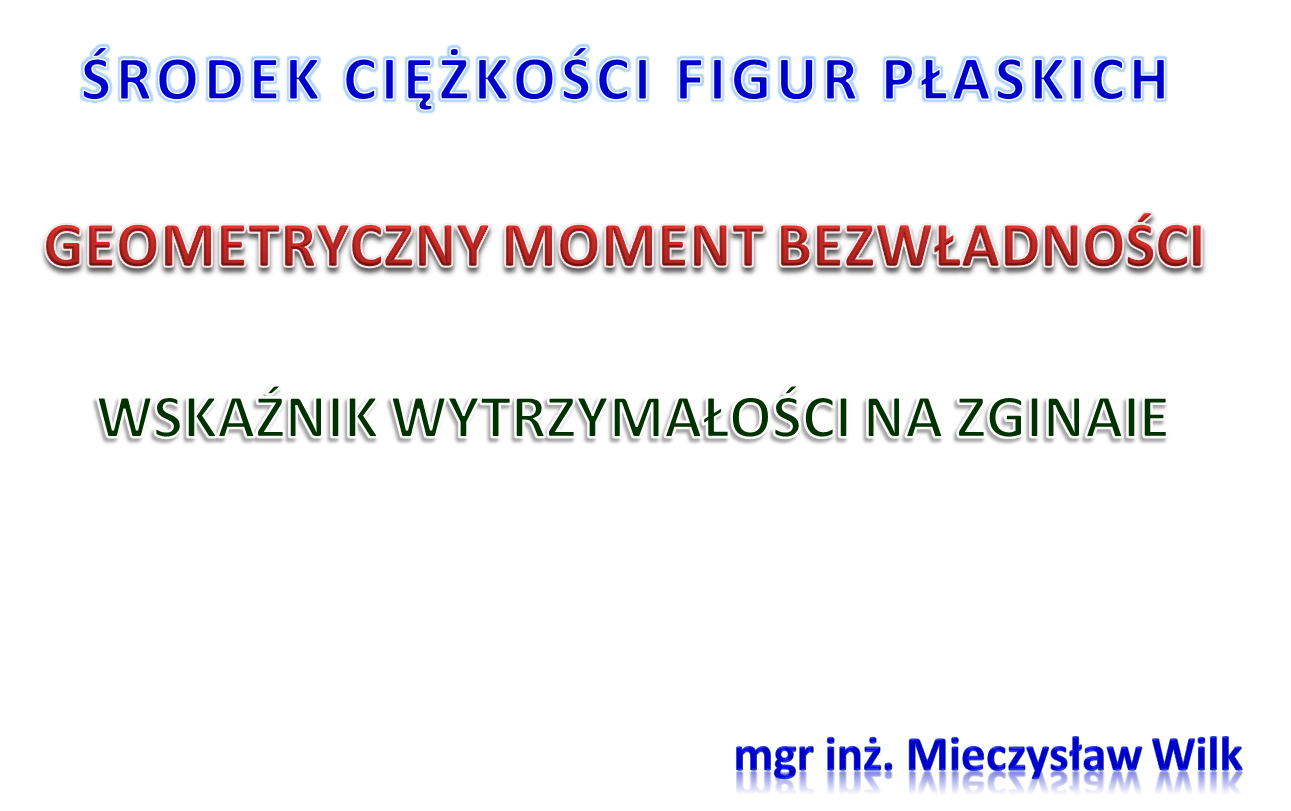 ŚRODEK CIĘŻKOŚCI FIGUR PŁASKICH
GEOMETRYCZNY MOMENT BEZWŁADNOŚCI
WSKAŹNIK WYTRZYMAŁOŚCI NA ZGINAIE
mgr inż. Mieczysław Wilk